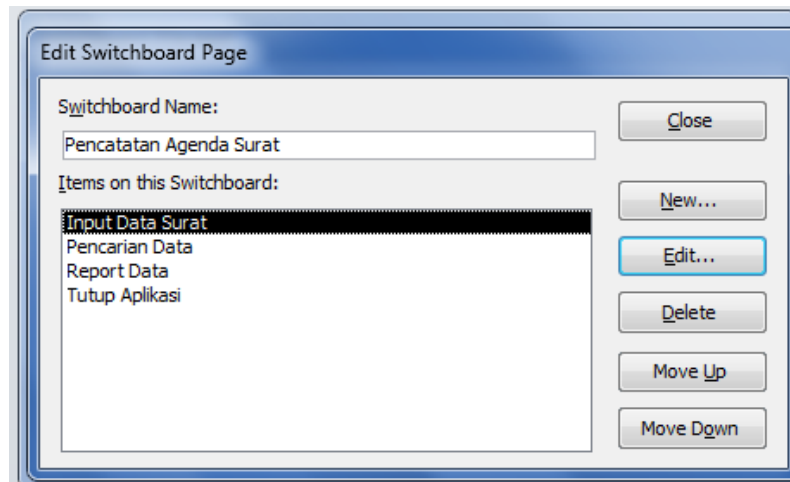 Edit Switchboard Page
Switchboard Name:
Close
Pencatatan Agenda Surat
Items on this Switchboard:
New...
Input Data Surat
Pencarian Data
Edit...
Report Data
Tutup Aplikasi
Delete
Move Up
Move Down